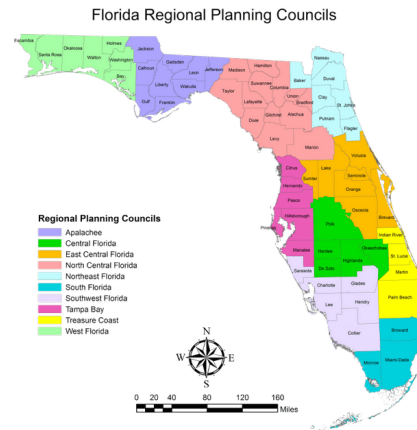 Florida Regional Planning Councils
Escambia
Santa Rosa
Okaloosa
Walton
Holmes
Washington
Bay
Jackson
Calhoun
Gulf
Gadsden
Liberty
Franklin
Leon
Wakulla
Jefferson
Madison
Taylor
Hamilton
Suwannee
Lafayette
Dixie
Columbia
Gilchrist
Levy
Union
Bradford
Alachua
Marion
Baker
Nassau
Duval
Clay
St. Johns
Putnam
Flagler
Citrus
Hernando
Pasco
Hillsborough
Pinellas
Manatee
Sumter
Lake
Volusia
Seminole
Orange
Osceola
Brevard
Polk
Hardee
De Soto
Highlands
Okeechobee
Indian River
St. Lucie
Martin
Palm Beach
Sarasota
Charlotte
Glades
Lee
Hendry
Collier
Broward
Monroe
Miami-Dade
Regional Planning Councils
Apalachee
Central Florida
East Central Florida
North Central Florida
Northeast Florida
South Florida
Southwest Florida
Tampa Bay
Treasure Coast
West Florida
N
W
E
S
0 20 40 80 120 160
Miles